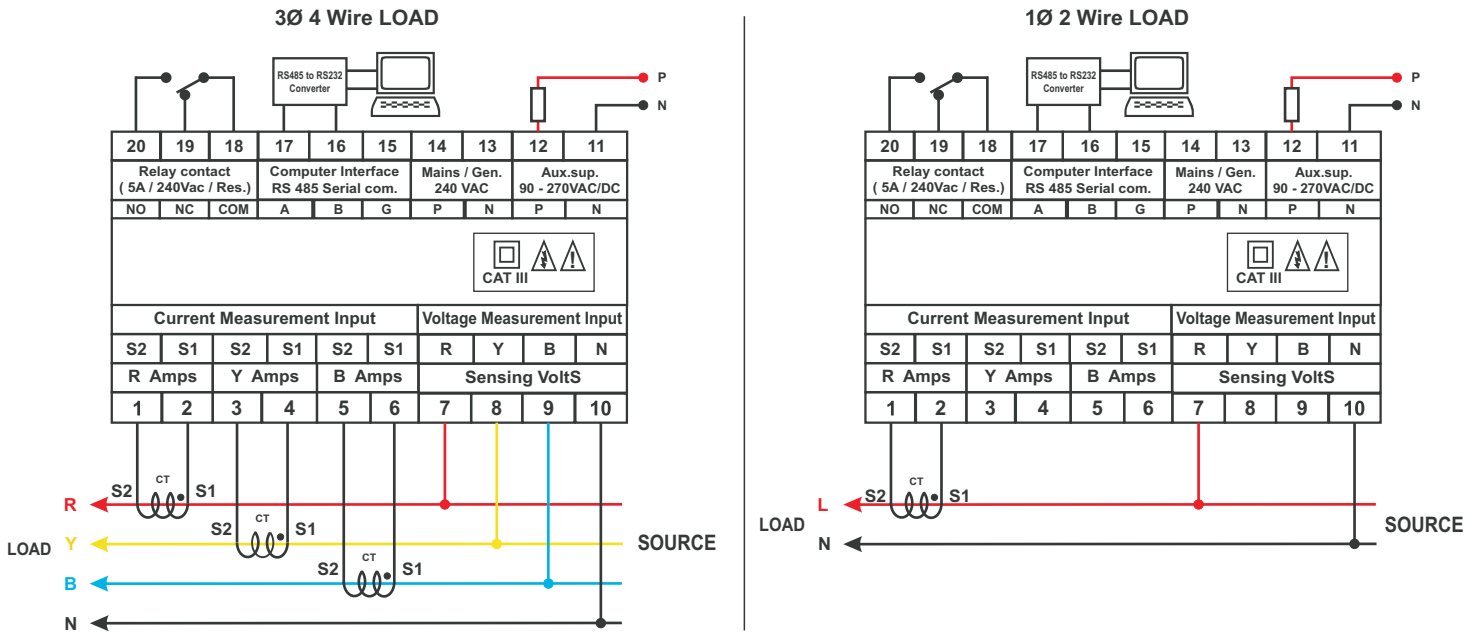 3Ø 4 Wire LOAD
RS485 to RS232
Converter
P
N
20 19 18 17 16 15 14 13 12 11
Relay contact
( 5A / 240Vac / Res.)
Computer Interface
RS 485 Serial com.
Mains / Gen.
240 VAC
Aux.sup.
90 - 270VAC/DC
NO NC COM A B G P N P N
CAT III
Current Measurement Input Voltage Measurement Input
S2 S1 S2 S1 S2 S1 R Y B N
R Amps Y Amps B Amps Sensing VoltS
1 2 3 4 5 6 7 8 9 10
S2 CT S1
R
S2 CT S1
LOAD Y SOURCE
S2 CT S1
B
N
1Ø 2 Wire LOAD
RS485 to RS232
Converter
P
N
20 19 18 17 16 15 14 13 12 11
Relay contact
( 5A / 240Vac / Res.)
Computer Interface
RS 485 Serial com.
Mains / Gen.
240 VAC
Aux.sup.
90 - 270VAC/DC
NO NC COM A B G P N P N
CAT III
Current Measurement Input Voltage Measurement Input
S2 S1 S2 S1 S2 S1 R Y B N
R Amps Y Amps B Amps Sensing VoltS
1 2 3 4 5 6 7 8 9 10
S2 CT S1
L
LOAD SOURCE
N